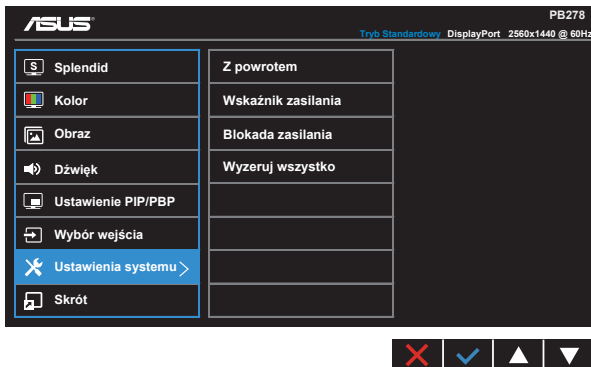 ASUS
PB278
Tryb Standardowy DisplayPort 2560x1440 @ 60Hz
S Splendid
Kolor
Obraz
Dźwięk
Ustawienie PIP/PBP
Wybór wejścia
Ustawienia systemu >
Skrót
Z powrotem
Wskaźnik zasilania
Blokada zasilania
Wyzeruj wszystko